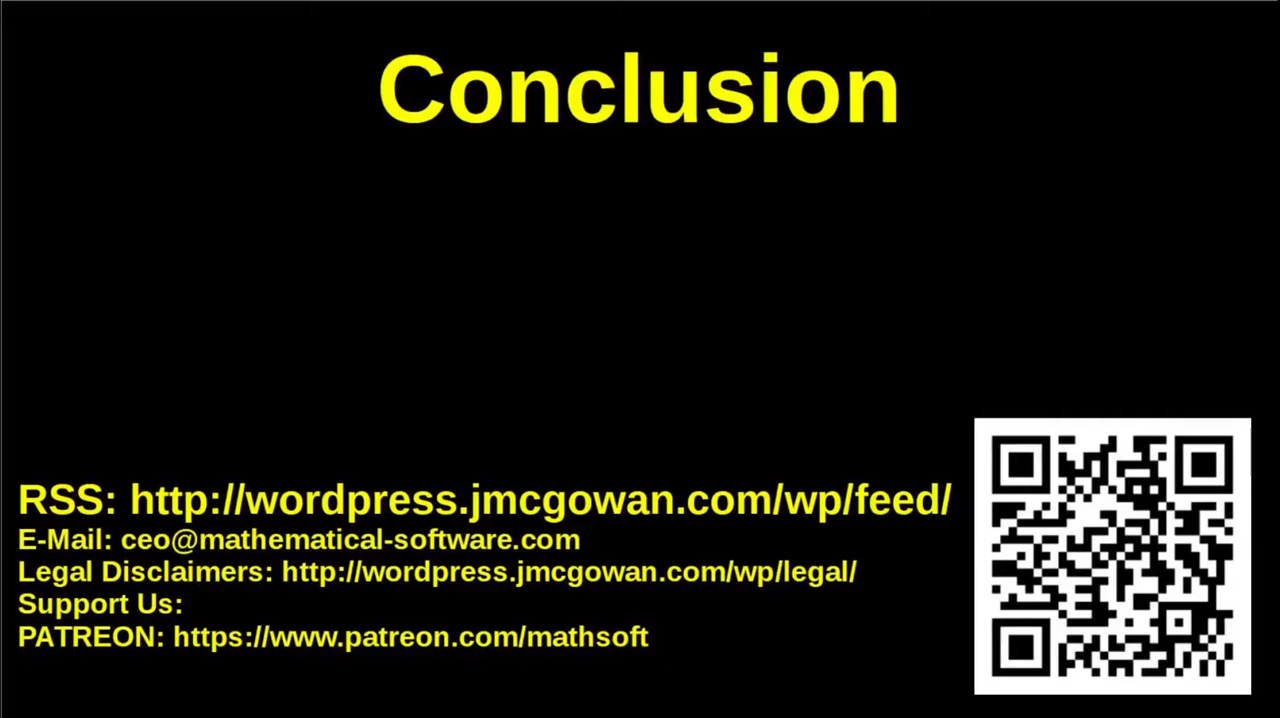 Conclusion
RSS: http://wordpress.jmcgowan.com/wp/feed/
E-Mail: ceo@mathematical-software.com
Legal Disclaimers: http://wordpress.jmcgowan.com/wp/legal/
Support Us:
PATREON: https://www.patreon.com/mathsoft